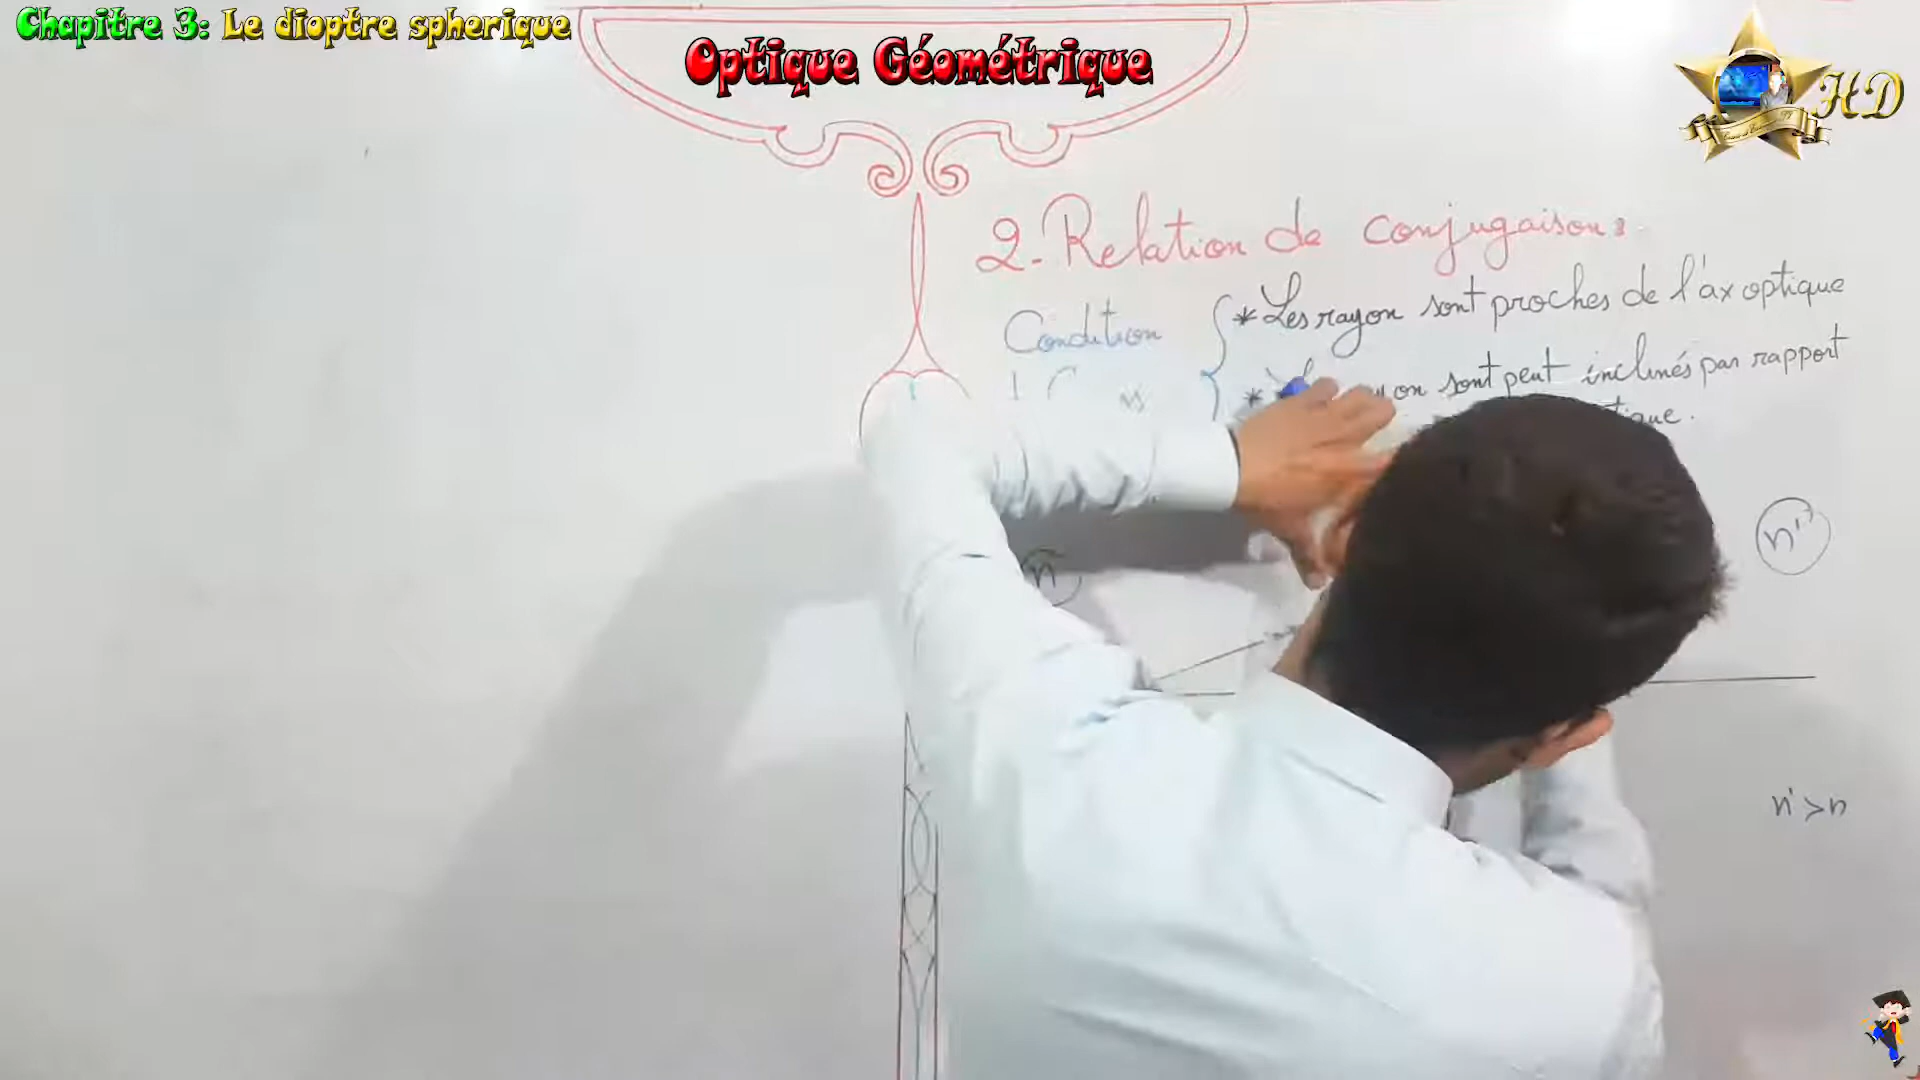 Chapitre 3: Le dioptre spherique
Optique Géométrique
HD
2-Relation de conjugaison:
Condition
* Les rayon sont proches de l'ax optique
* sont peut inclinés par rapport
n
n'
n' > n